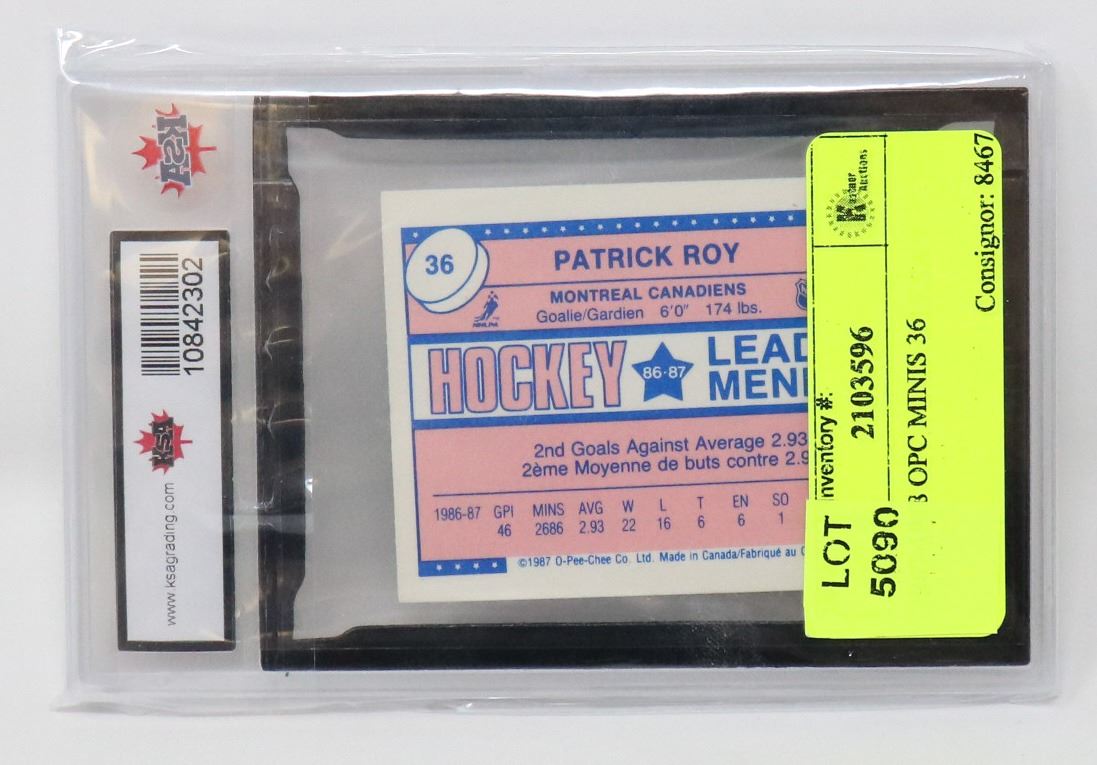 KSA
10842302
KSA
www.ksagrading.com
36
PATRICK ROY
MONTREAL CANADIENS
Goalie/Gardien 6'0" 174 lbs.
NHLPA
HOCKEY
86-87
LEAD
MEN
2nd Goals Against Average 2.93
2ème Moyenne de buts contre 2.9
1986-87 GPI MINS AVG W L T EN SO
46 2686 2.93 22 16 6 6 1
©1987 O-Pee-Chee Co. Ltd. Made in Canada/Fabriqué au C
Auctions
Consignor: 8467
nventory #:
2103596
OPC MINIS 36
LOT
5090